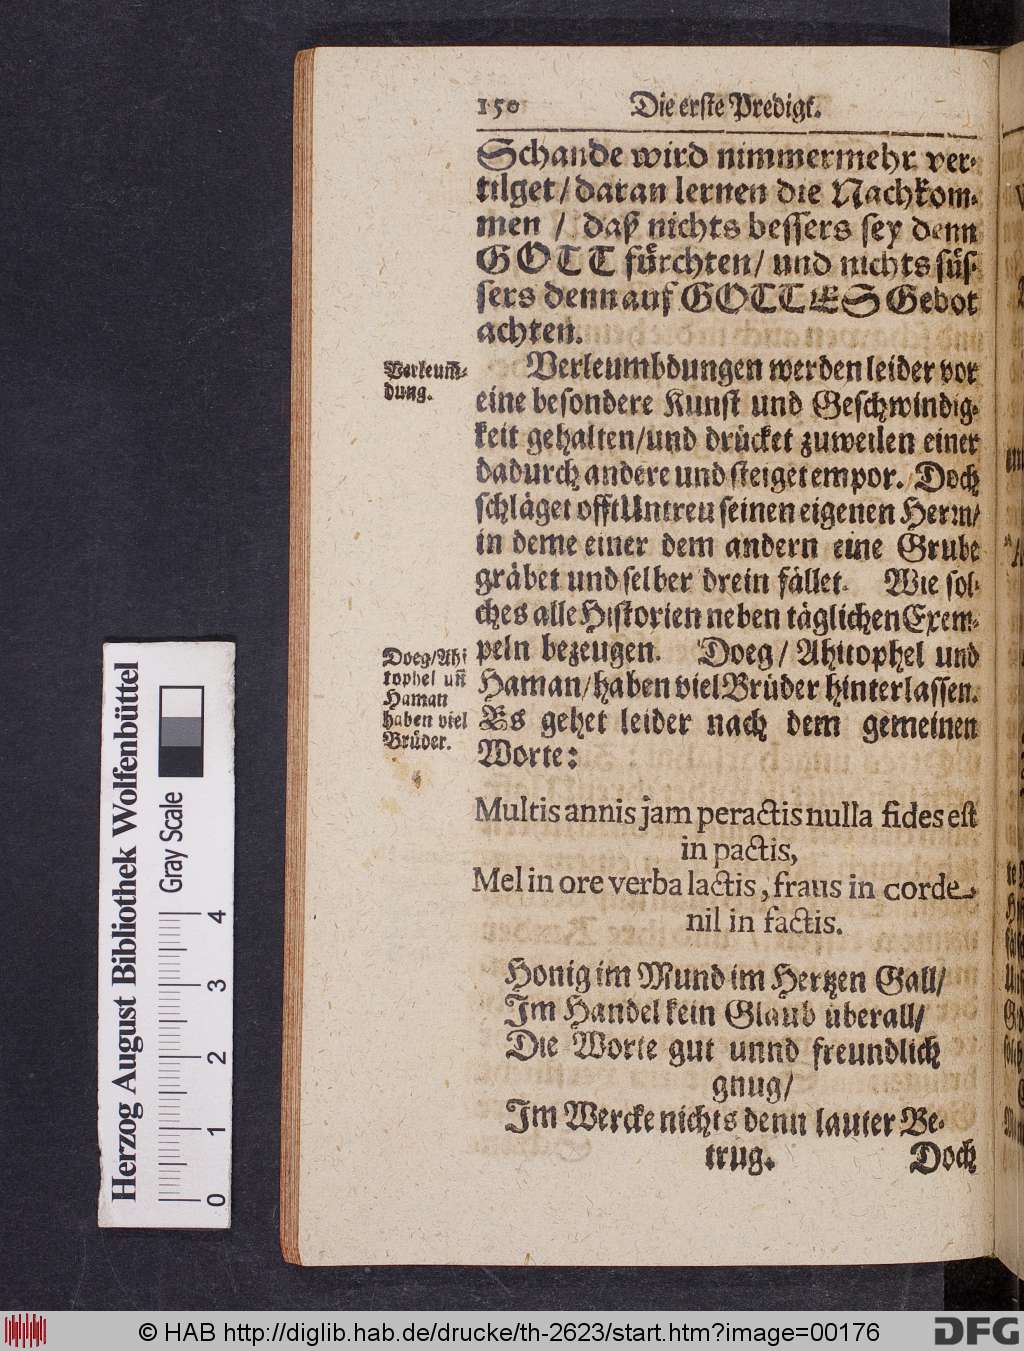 150 Die erste Predigt.
Schande wird nimmermehr ver-
tilget/ daran lernen die Nachkom-
men / daß nichts bessers sey denn
GOTT fürchten/ und nichts süs-
sers denn auf GOTTES Gebot
achten.
Verleum̃-
dung.
Verleumbdungen werden leider vor
eine besondere Kunst und Geschwindig-
keit gehalten/und drücket zuweilen einer
dadurch andere und steiget empor. Doch
schläget offt Untreu seinen eigenen Herrn/
in deme einer dem andern eine Grube
gräbet und selber drein fället. Wie sol-
ches alle Historien neben täglichen Exem-
peln bezeugen. Doeg/ Ahitophel und
Haman/haben viel Brüder hinterlassen.
Es gehet leider nach dem gemeinen
Worte:
Doeg/Ahi
tophel uñ
Haman
haben viel
Brüder.
Multis annis jam peractis nulla fides est
in pactis,
Mel in ore verba lactis, fraus in corde
nil in factis.
Honig im Mund im Hertzen Gall/
Im Handel kein Glaub überall/
Die Worte gut unnd freundlich
gnug/
Im Wercke nichts denn lauter Be-
trug.
Doch
Herzog August Bibliothek Wolfenbüttel
Gray Scale
0 1 2 3 4
© HAB http://diglib.hab.de/drucke/th-2623/start.htm?image=00176
DFG